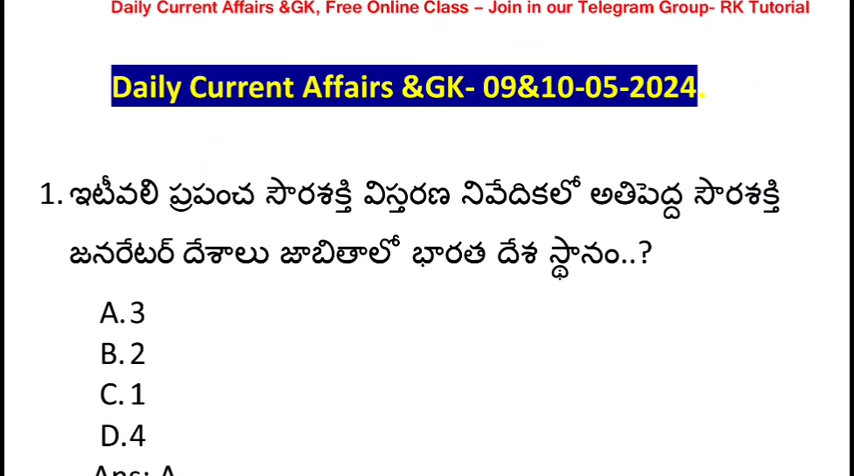 Daily Current Affairs &GK, Free Online Class – Join in our Telegram Group- RK Tutorial
Daily Current Affairs &GK- 09&10-05-2024.
1. ఇటీవలి ప్రపంచ సౌరశక్తి విస్తరణ నివేదికలో అతిపెద్ద సౌరశక్తి
జనరేటర్ దేశాలు జాబితాలో భారత దేశ స్థానం..?
A. 3
B. 2
C. 1
D. 4
Ans: A